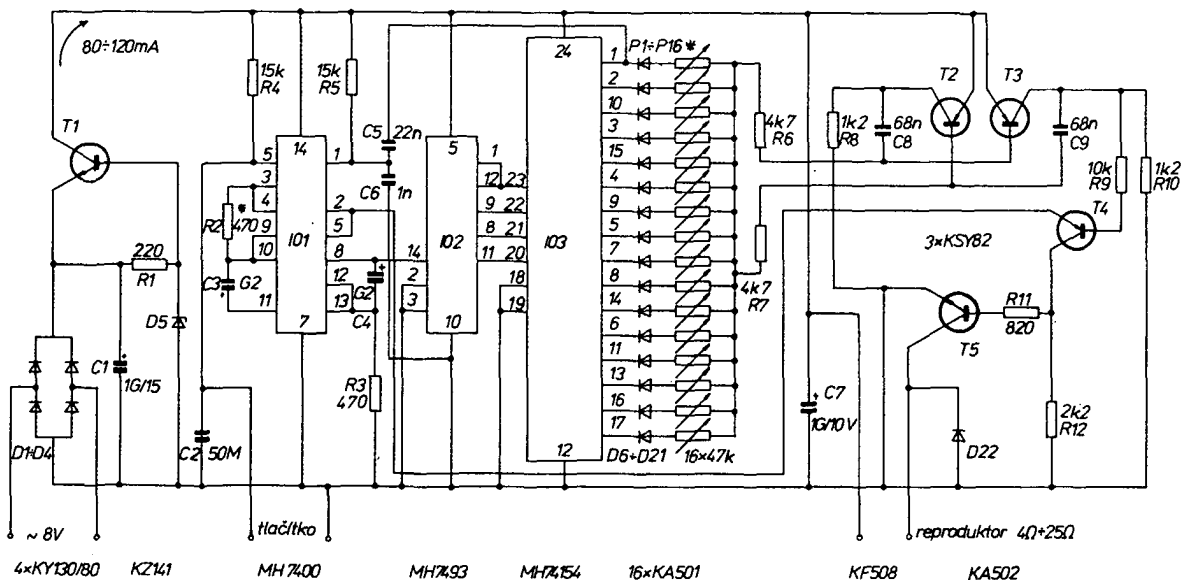 80÷120mA
T1
15k
R4
15k
R5
C5
22n
C6
1n
24
1
2
10
3
15
4
9
5
7
8
14
6
11
13
16
17
P1÷P16 *
4k7
R6
1k2
R8
68n
C8
T2
T3
68n
C9
10k
R9
1k2
R10
T4
3×KSY82
4k7
R7
R11
820
T5
2k2
R12
D22
C7
1G/10V
5
3
4
9
10
11
14
1
2
5
8
12
13
7
IO1
R2
*
470
C3
G2
G2
C4
R3
470
14
2
3
5
1
12
9
8
11
10
IO2
23
22
21
20
18
19
12
IO3
220
R1
D5
C1
1G/15
D1÷D4
C2 50M
D6÷D21
16×47k
~ 8V
tlačítko
reproduktor 4Ω÷25Ω
4×KY130/80
KZ141
MH7400
MH7493
MH74154
16×KA501
KF508
KA502